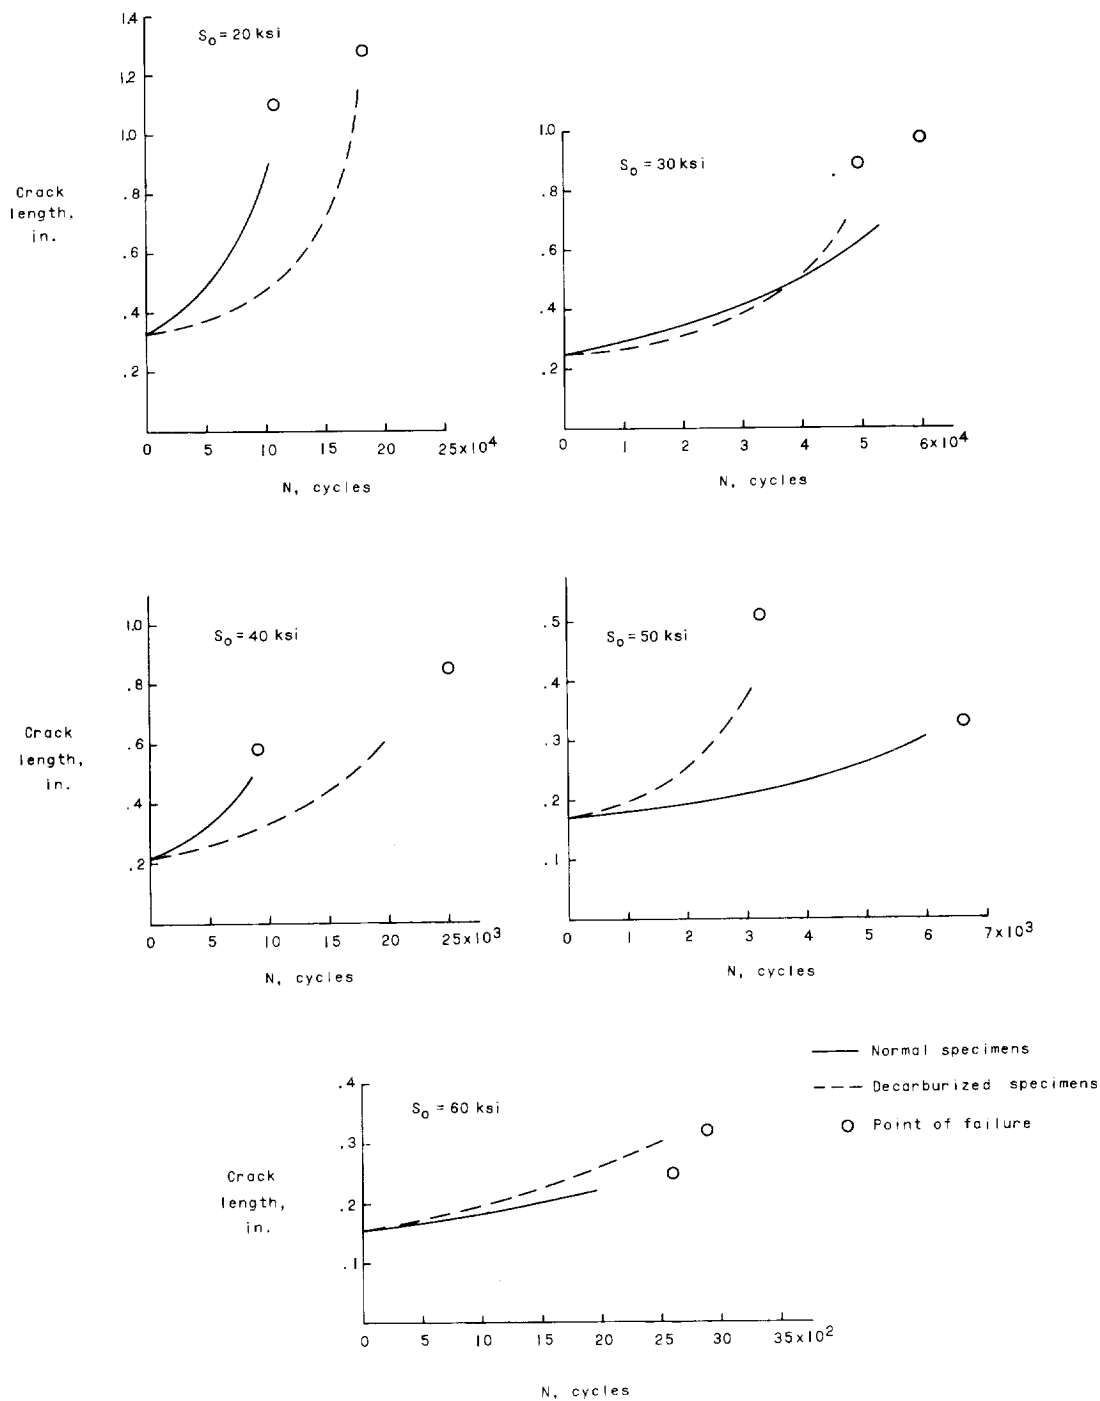 S₀ = 20 ksi
1.4
1.2
1.0
.8
.6
.4
.2
Crack
length,
in.
0 5 10 15 20 25x10⁴
N, cycles
S₀ = 30 ksi
1.0
.8
.6
.4
.2
0 1 2 3 4 5 6x10⁴
N, cycles
S₀ = 40 ksi
1.0
.8
.6
.4
.2
Crack
length,
in.
0 5 10 15 20 25x10³
N, cycles
S₀ = 50 ksi
.5
.4
.3
.2
.1
0 1 2 3 4 5 6 7x10³
N, cycles
S₀ = 60 ksi
.4
.3
.2
.1
Crack
length,
in.
0 5 10 15 20 25 30 35x10²
N, cycles
Normal specimens
Decarburized specimens
Point of failure